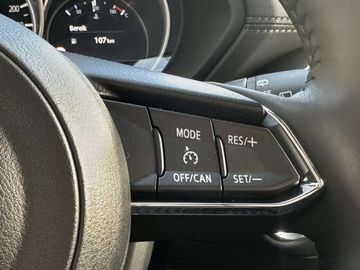 200
Bereik
107 km
MODE
RES/+
OFF/CAN
SET/−